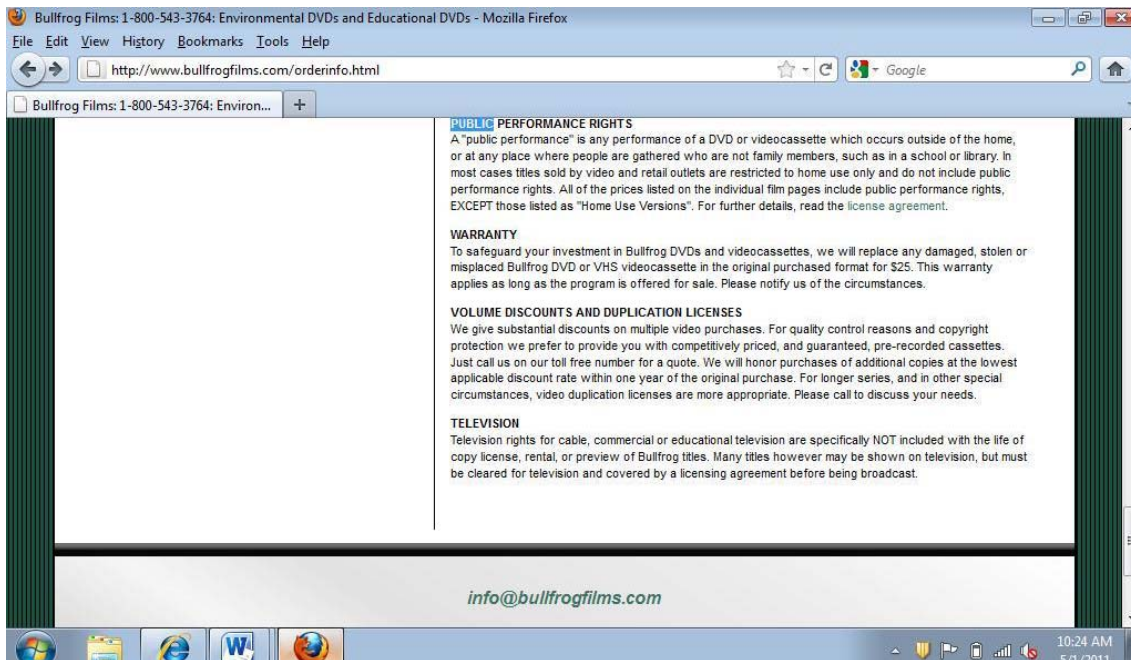 Bullfrog Films: 1-800-543-3764: Environmental DVDs and Educational DVDs - Mozilla Firefox
File Edit View History Bookmarks Tools Help
http://www.bullfrogfilms.com/orderinfo.html
Google
Bullfrog Films: 1-800-543-3764: Environ...
PUBLIC PERFORMANCE RIGHTS
A "public performance" is any performance of a DVD or videocassette which occurs outside of the home,
or at any place where people are gathered who are not family members, such as in a school or library. In
most cases titles sold by video and retail outlets are restricted to home use only and do not include public
performance rights. All of the prices listed on the individual film pages include public performance rights,
EXCEPT those listed as "Home Use Versions". For further details, read the license agreement.
WARRANTY
To safeguard your investment in Bullfrog DVDs and videocassettes, we will replace any damaged, stolen or
misplaced Bullfrog DVD or VHS videocassette in the original purchased format for $25. This warranty
applies as long as the program is offered for sale. Please notify us of the circumstances.
VOLUME DISCOUNTS AND DUPLICATION LICENSES
We give substantial discounts on multiple video purchases. For quality control reasons and copyright
protection we prefer to provide you with competitively priced, and guaranteed, pre-recorded cassettes.
Just call us on our toll free number for a quote. We will honor purchases of additional copies at the lowest
applicable discount rate within one year of the original purchase. For longer series, and in other special
circumstances, video duplication licenses are more appropriate. Please call to discuss your needs.
TELEVISION
Television rights for cable, commercial or educational television are specifically NOT included with the life of
copy license, rental, or preview of Bullfrog titles. Many titles however may be shown on television, but must
be cleared for television and covered by a licensing agreement before being broadcast.
info@bullfrogfilms.com
10:24 AM
5/1/2011